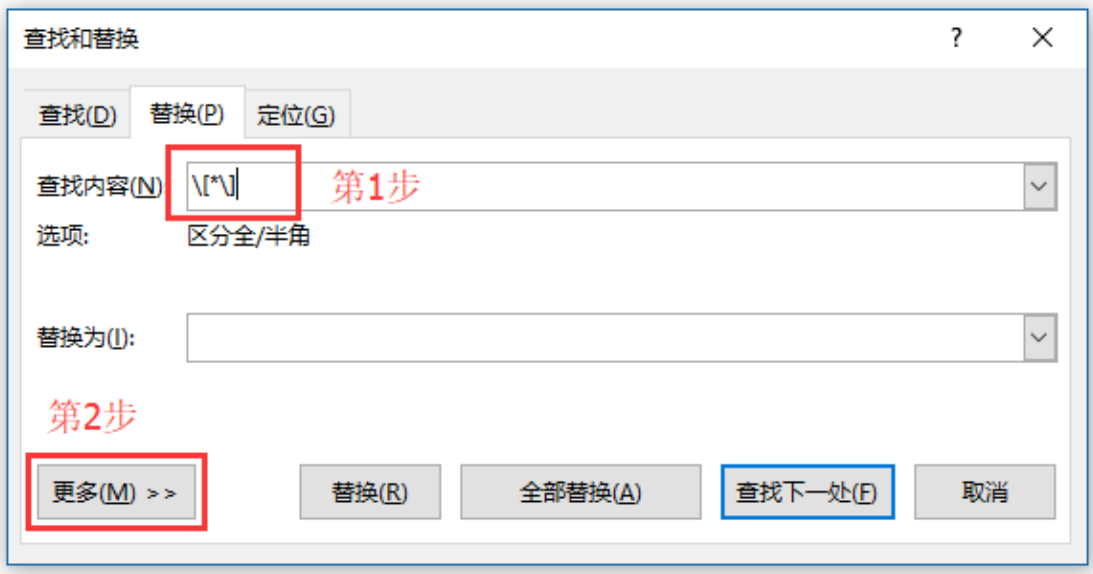 查找和替换 ?
查找(D) 替换(P) 定位(G)
查找内容(N): \[*\] 第1步
选项: 区分全/半角
替换为(I):
第2步
更多(M) >> 替换(R) 全部替换(A) 查找下一处(F) 取消